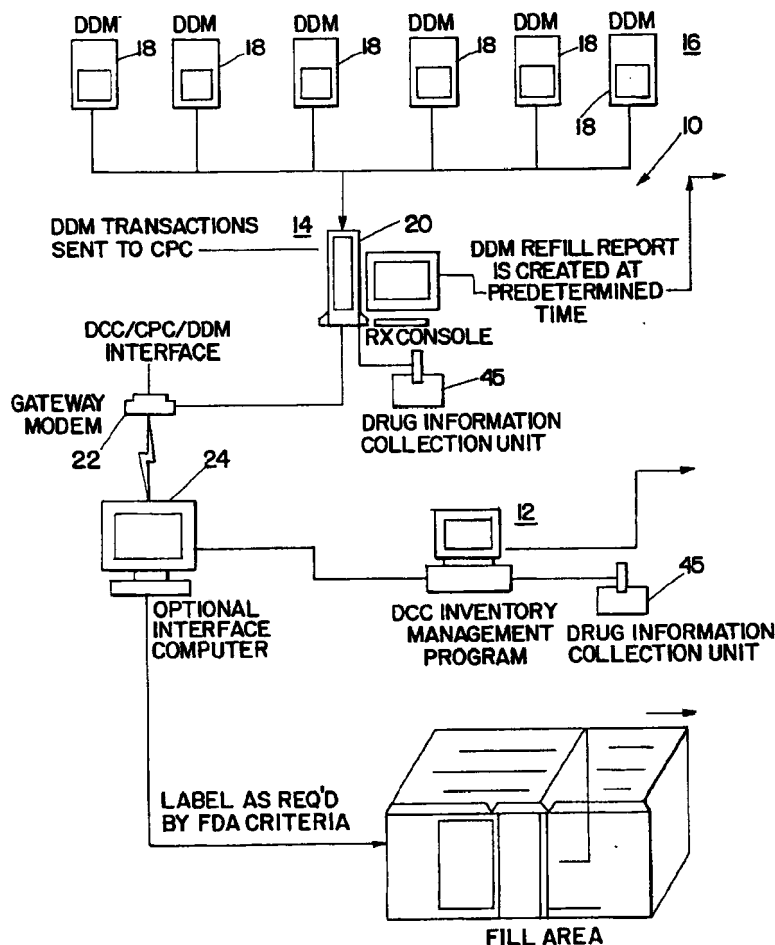 DDM DDM DDM DDM DDM DDM
18 18 18 18 18 16
18
10
DDM TRANSACTIONS
SENT TO CPC
14
20
DDM REFILL REPORT
IS CREATED AT
PREDETERMINED
TIME
RX CONSOLE
DCC/CPC/DDM
INTERFACE
GATEWAY
MODEM
22
45
DRUG INFORMATION
COLLECTION UNIT
24
OPTIONAL
INTERFACE
COMPUTER
12
DCC INVENTORY
MANAGEMENT
PROGRAM
45
DRUG INFORMATION
COLLECTION UNIT
LABEL AS REQ'D
BY FDA CRITERIA
FILL AREA